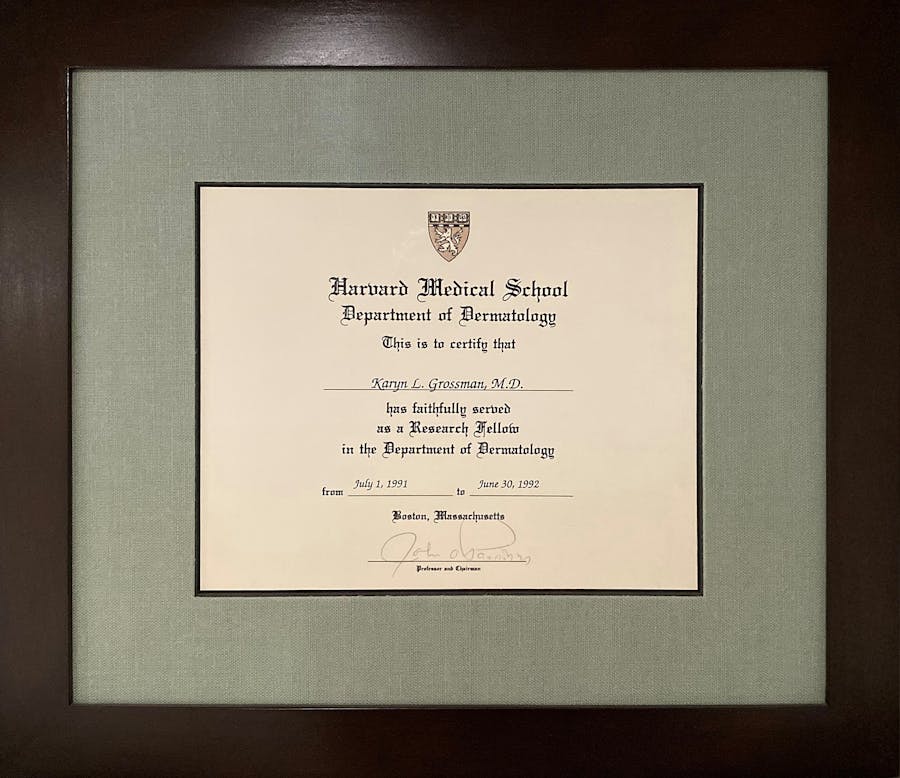 Harvard Medical School
Department of Dermatology
This is to certify that
Karyn L. Grossman, M.D.
has faithfully served
as a Research Fellow
in the Department of Dermatology
from July 1, 1991 to June 30, 1992
Boston, Massachusetts
Professor and Chairman